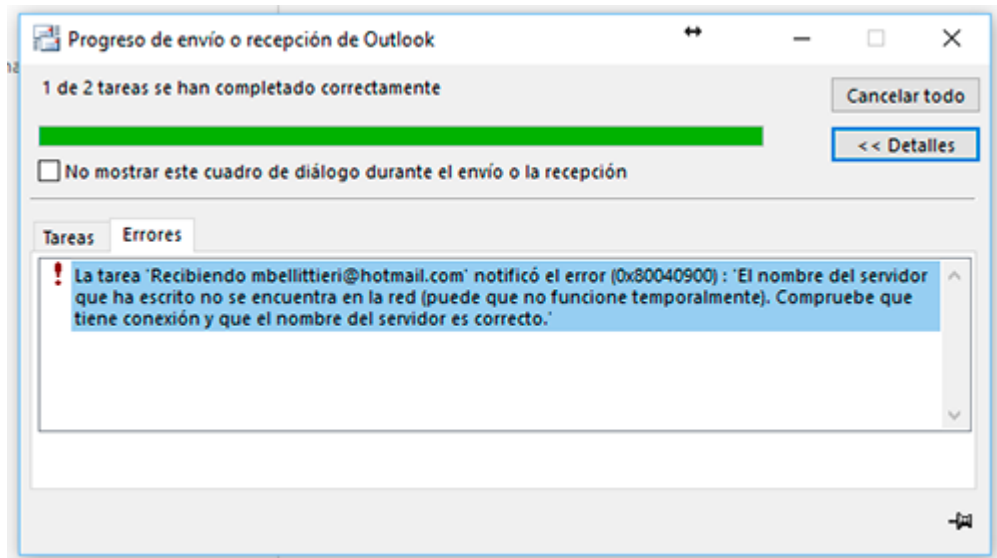 Progreso de envío o recepción de Outlook
1 de 2 tareas se han completado correctamente
Cancelar todo
<< Detalles
No mostrar este cuadro de diálogo durante el envío o la recepción
Tareas
Errores
La tarea 'Recibiendo mbellittieri@hotmail.com' notificó el error (0x80040900) : 'El nombre del servidor
que ha escrito no se encuentra en la red (puede que no funcione temporalmente). Compruebe que
tiene conexión y que el nombre del servidor es correcto.'